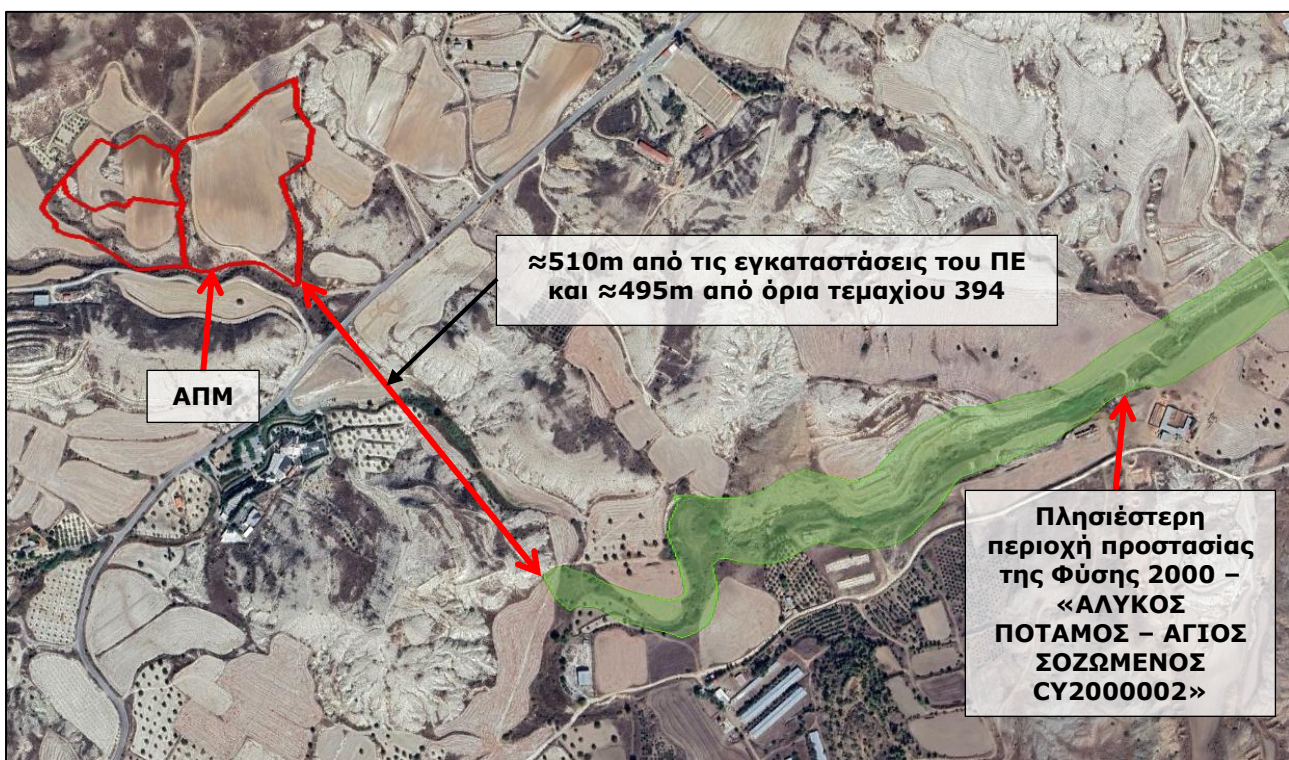 ≈510m από τις εγκαταστάσεις του ΠΕ
και ≈495m από όρια τεμαχίου 394
ΑΠΜ
Πλησιέστερη
περιοχή προστασίας
της Φύσης 2000 –
«ΑΛΥΚΟΣ
ΠΟΤΑΜΟΣ – ΑΓΙΟΣ
ΣΟΖΩΜΕΝΟΣ
CY2000002»